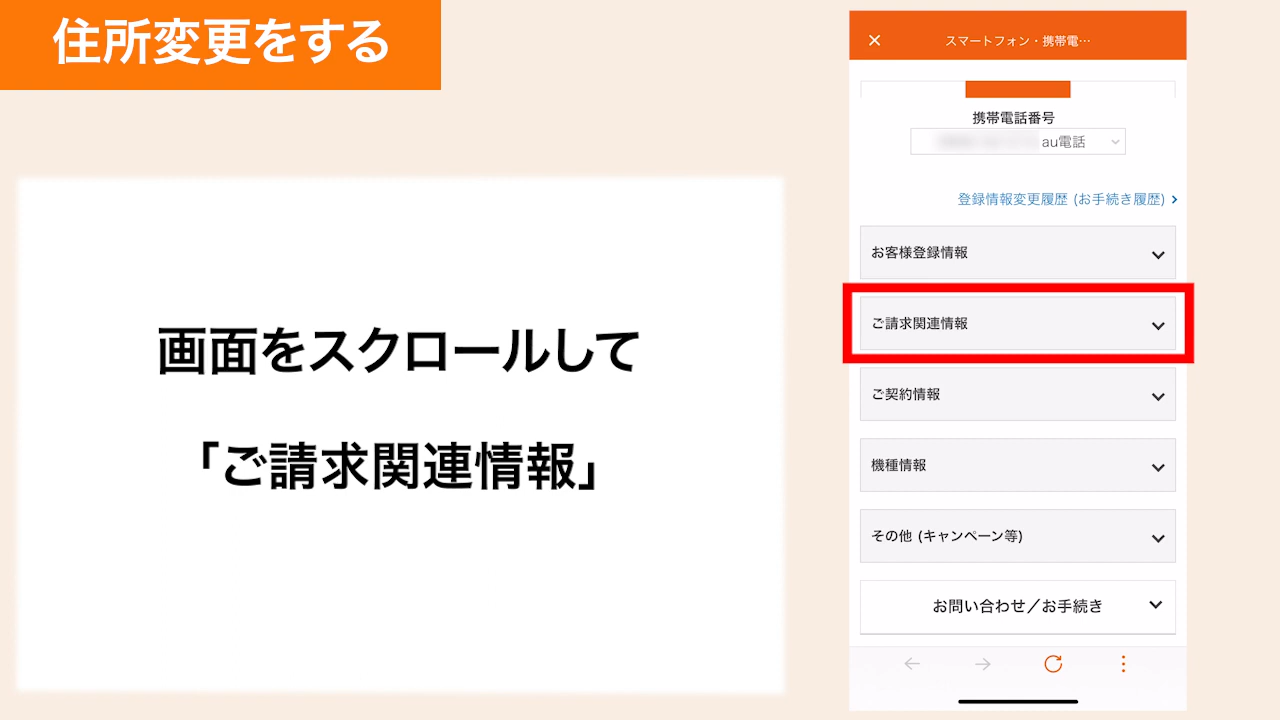 住所変更をする
画面をスクロールして
「ご請求関連情報」
スマートフォン・携帯電…
携帯電話番号
au電話
登録情報変更履歴 (お手続き履歴)
お客様登録情報
ご請求関連情報
ご契約情報
機種情報
その他 (キャンペーン等)
お問い合わせ／お手続き